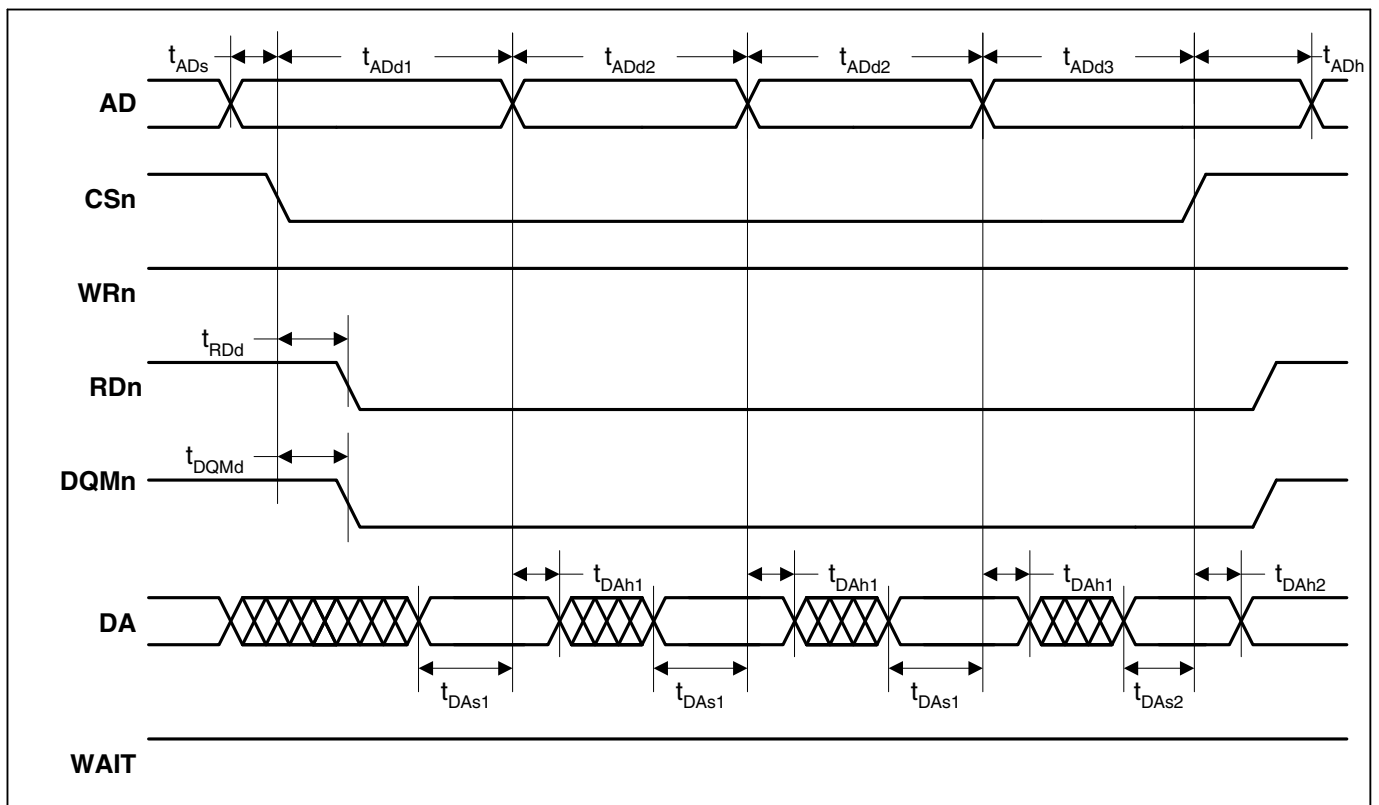 tADs tADd1 tADd2 tADd2 tADd3 tADh
AD
CSn
WRn
tRDd
RDn
tDQMd
DQMn
tDAh1 tDAh1 tDAh1 tDAh2
DA
tDAs1 tDAs1 tDAs1 tDAs2
WAIT